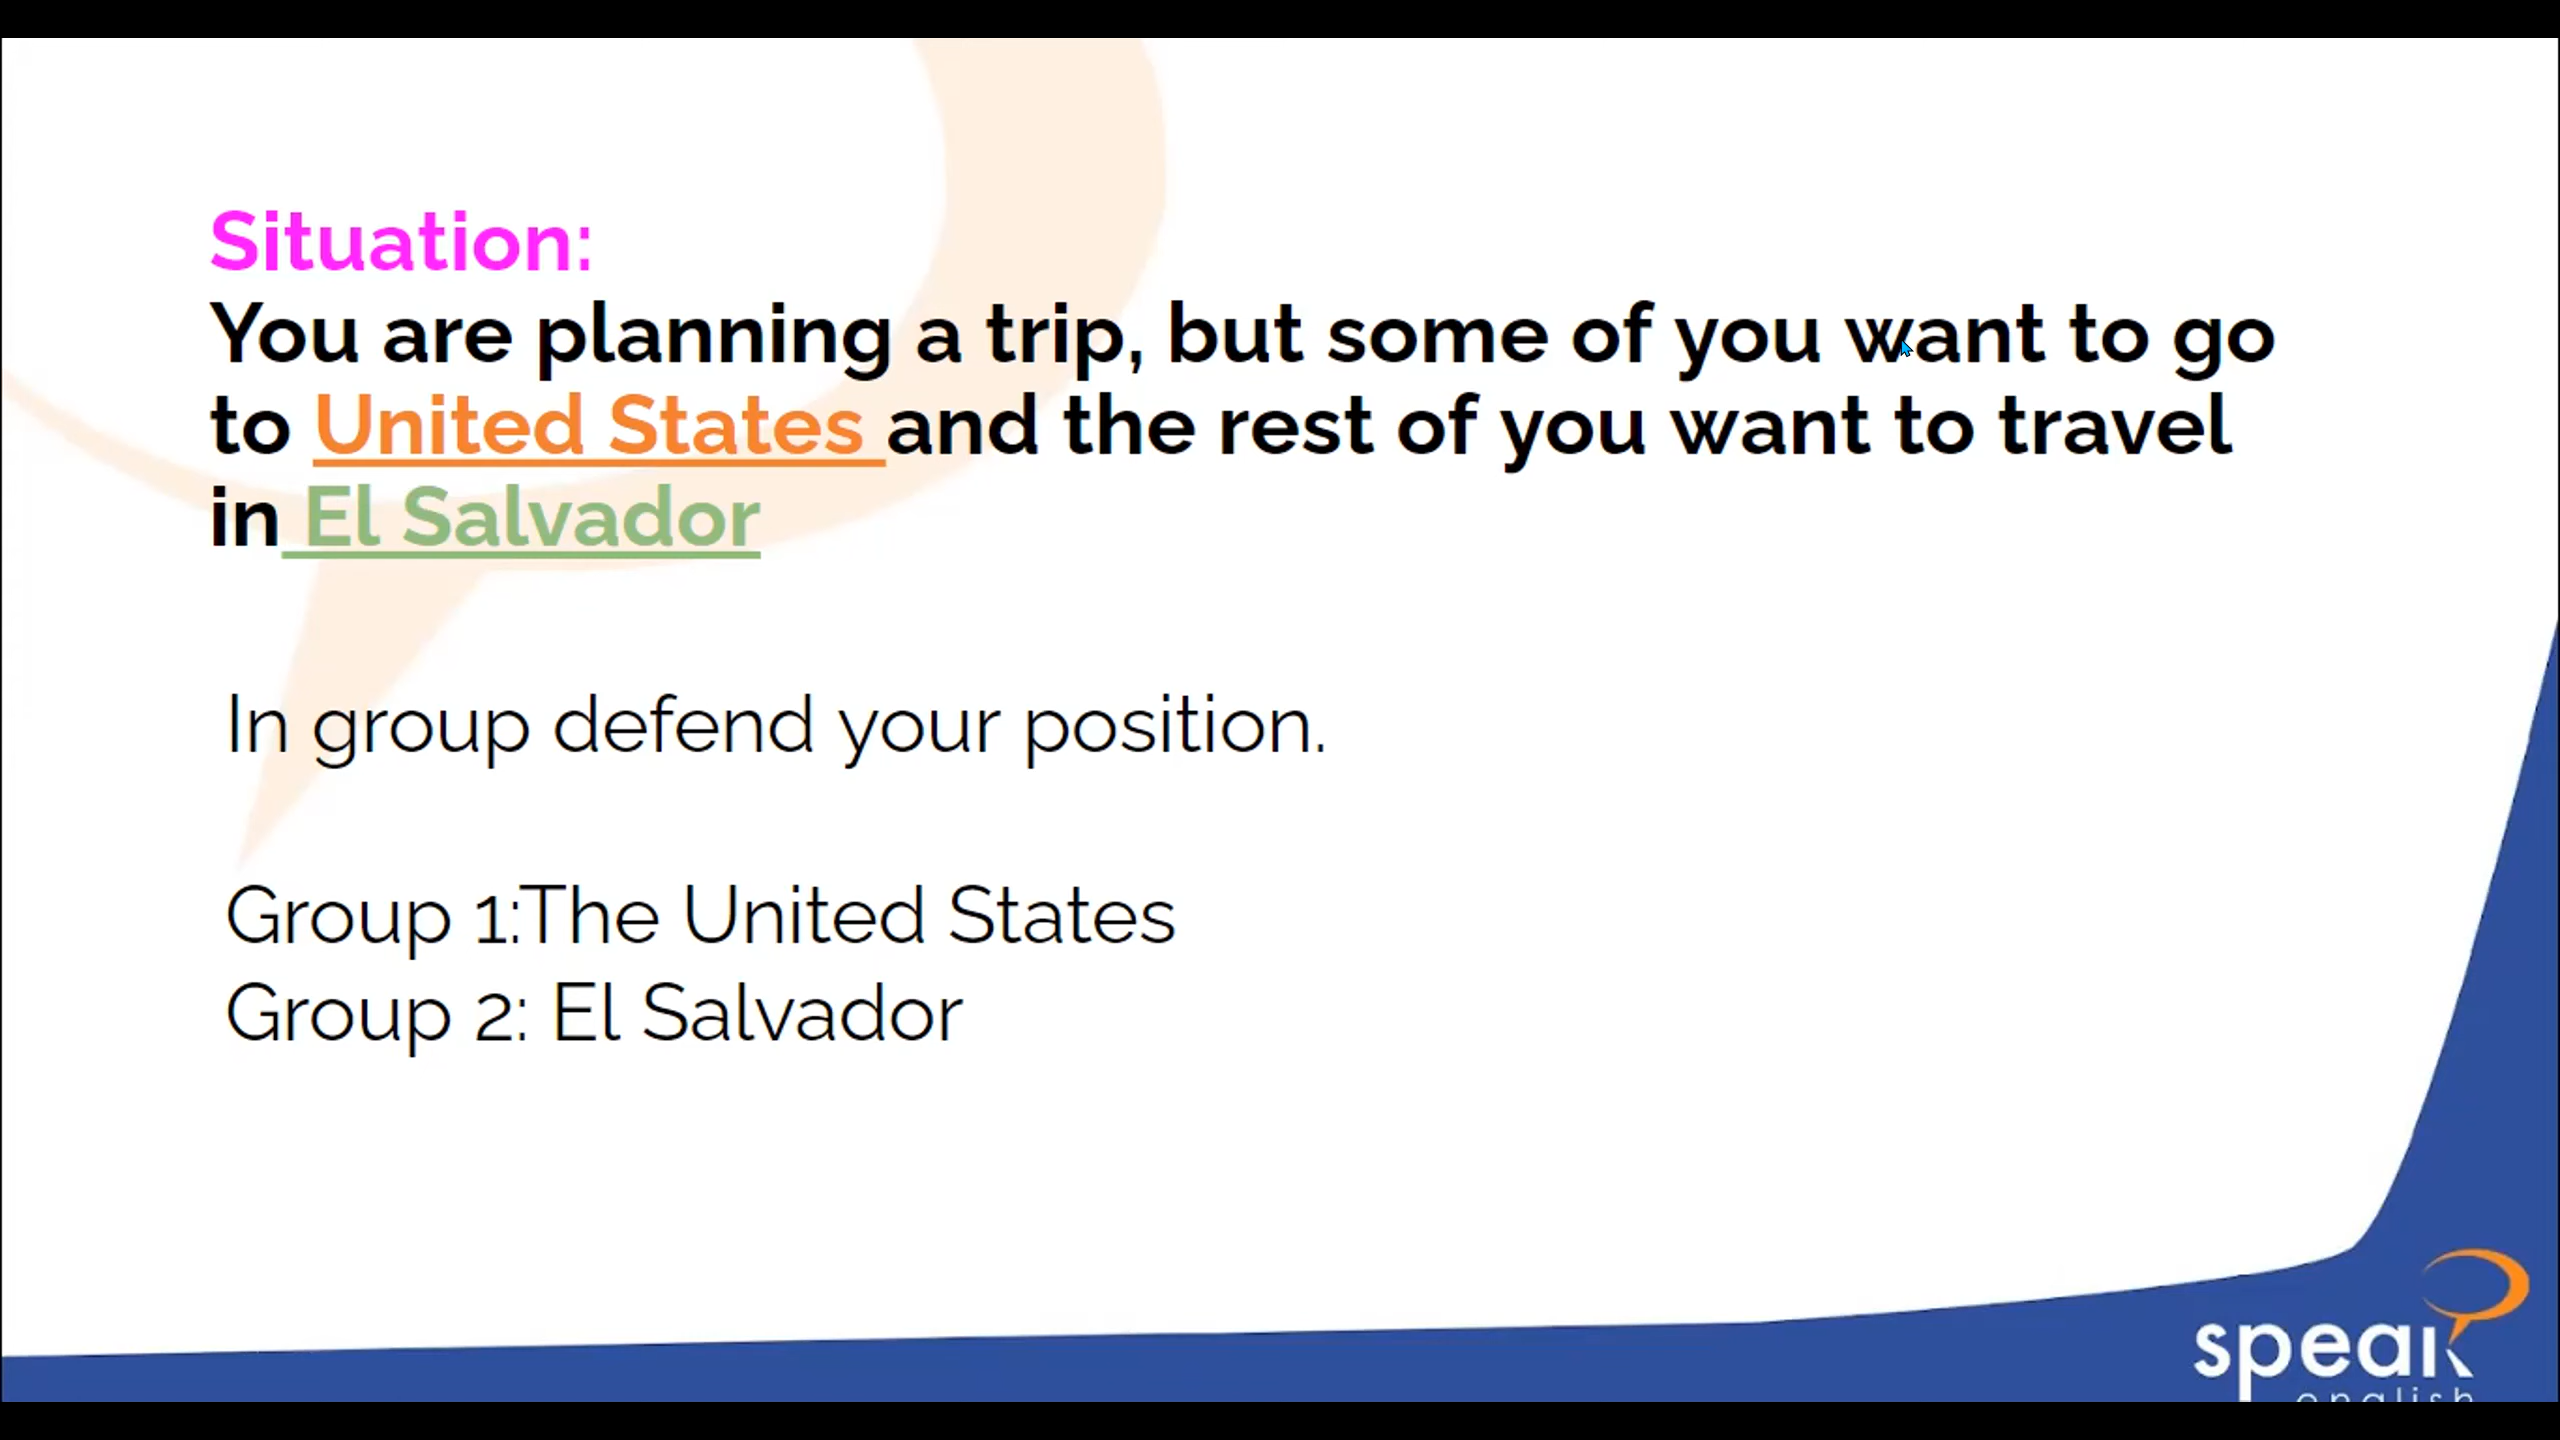 Situation:
You are planning a trip, but some of you want to go
to United States and the rest of you want to travel
in El Salvador
In group defend your position.
Group 1:The United States
Group 2: El Salvador
speak
english